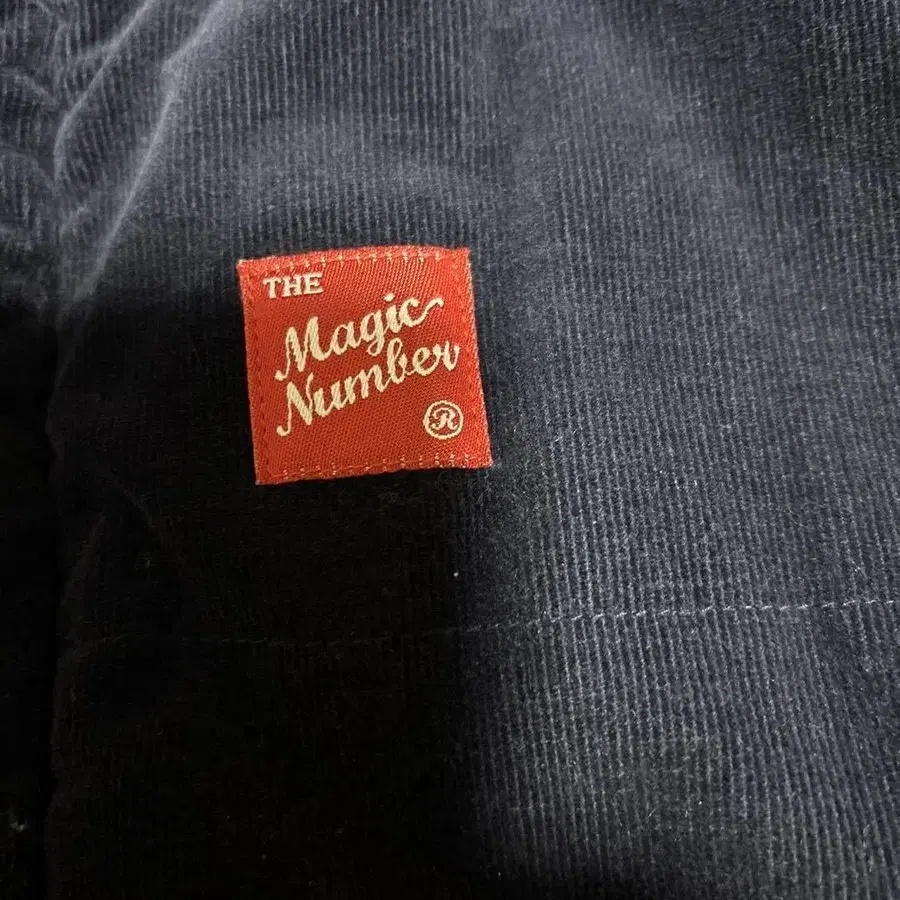 THE
Magic
Number
®